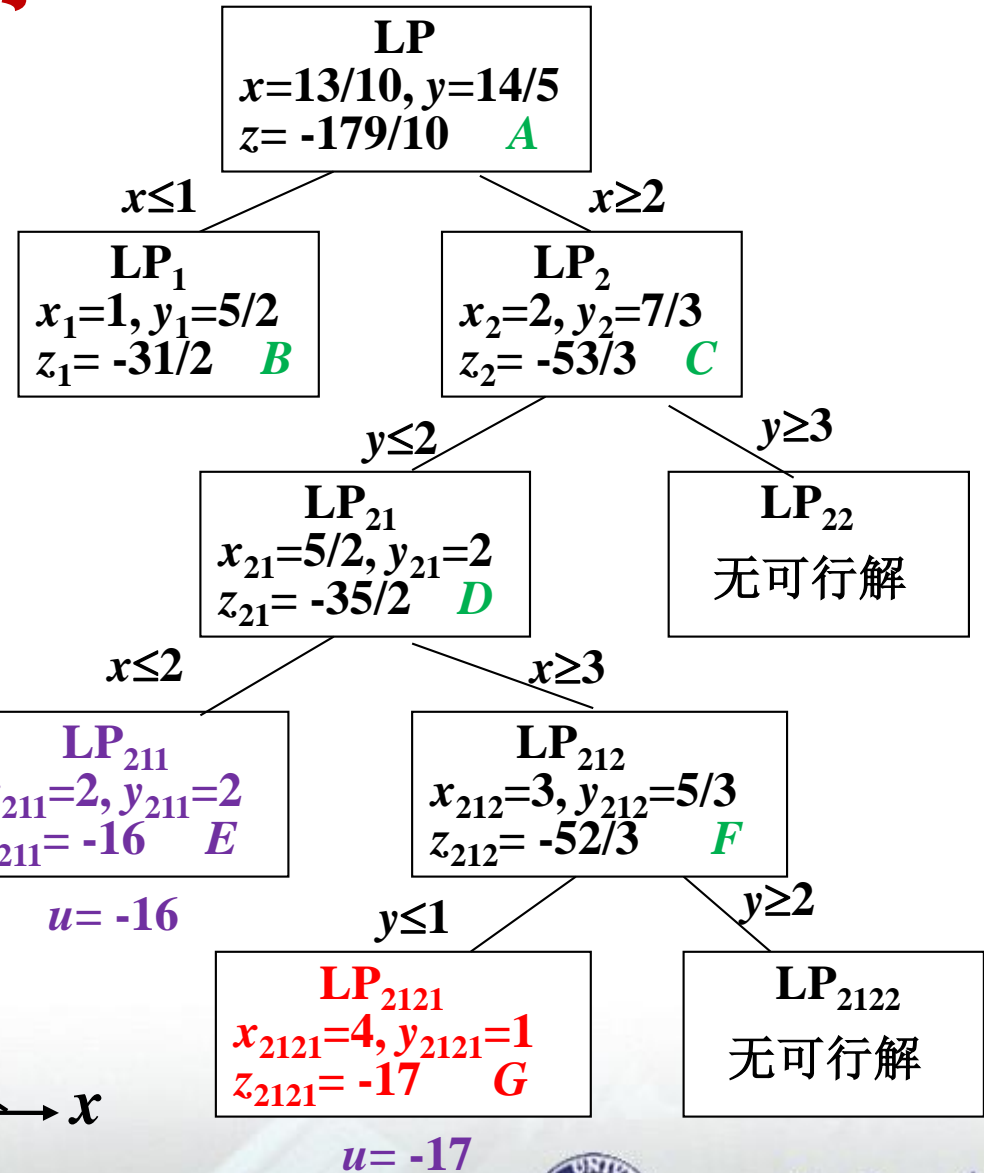 LP
x=13/10, y=14/5
z= -179/10 A
x≤1
x≥2
LP₁
x₁=1, y₁=5/2
z₁= -31/2 B
LP₂
x₂=2, y₂=7/3
z₂= -53/3 C
y≤2
y≥3
LP₂₁
x₂₁=5/2, y₂₁=2
z₂₁= -35/2 D
LP₂₂
无可行解
x≤2
x≥3
LP₂₁₁
₂₁₁=2, y₂₁₁=2
₂₁₁= -16 E
u= -16
LP₂₁₂
x₂₁₂=3, y₂₁₂=5/3
z₂₁₂= -52/3 F
y≤1
y≥2
LP₂₁₂₁
x₂₁₂₁=4, y₂₁₂₁=1
z₂₁₂₁= -17 G
u= -17
LP₂₁₂₂
无可行解
x